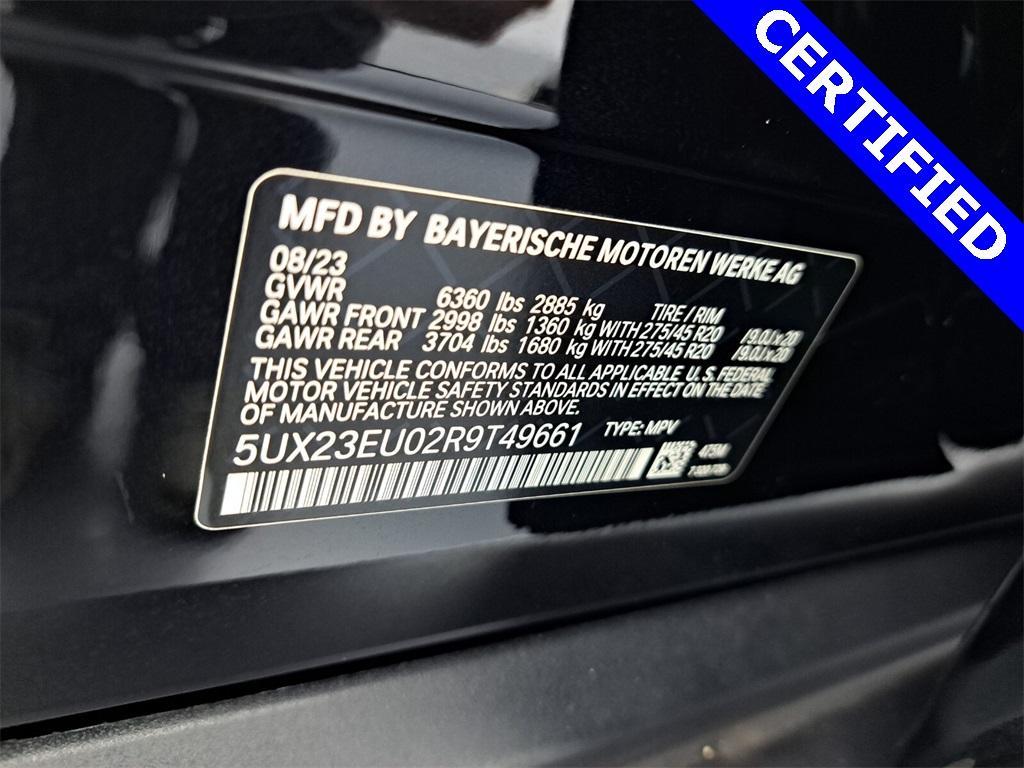 CERTIFIED
MFD BY BAYERISCHE MOTOREN WERKE AG
08/23
GVWR 6360 lbs 2885 kg TIRE / RIM
GAWR FRONT 2998 lbs 1360 kg WITH 275/45 R20 /9.0J x 20
GAWR REAR 3704 lbs 1680 kg WITH 275/45 R20 /9.0J x 20
THIS VEHICLE CONFORMS TO ALL APPLICABLE U. S. FEDERAL
MOTOR VEHICLE SAFETY STANDARDS IN EFFECT ON THE DATE
OF MANUFACTURE SHOWN ABOVE.
5UX23EU02R9T49661 TYPE: MPV